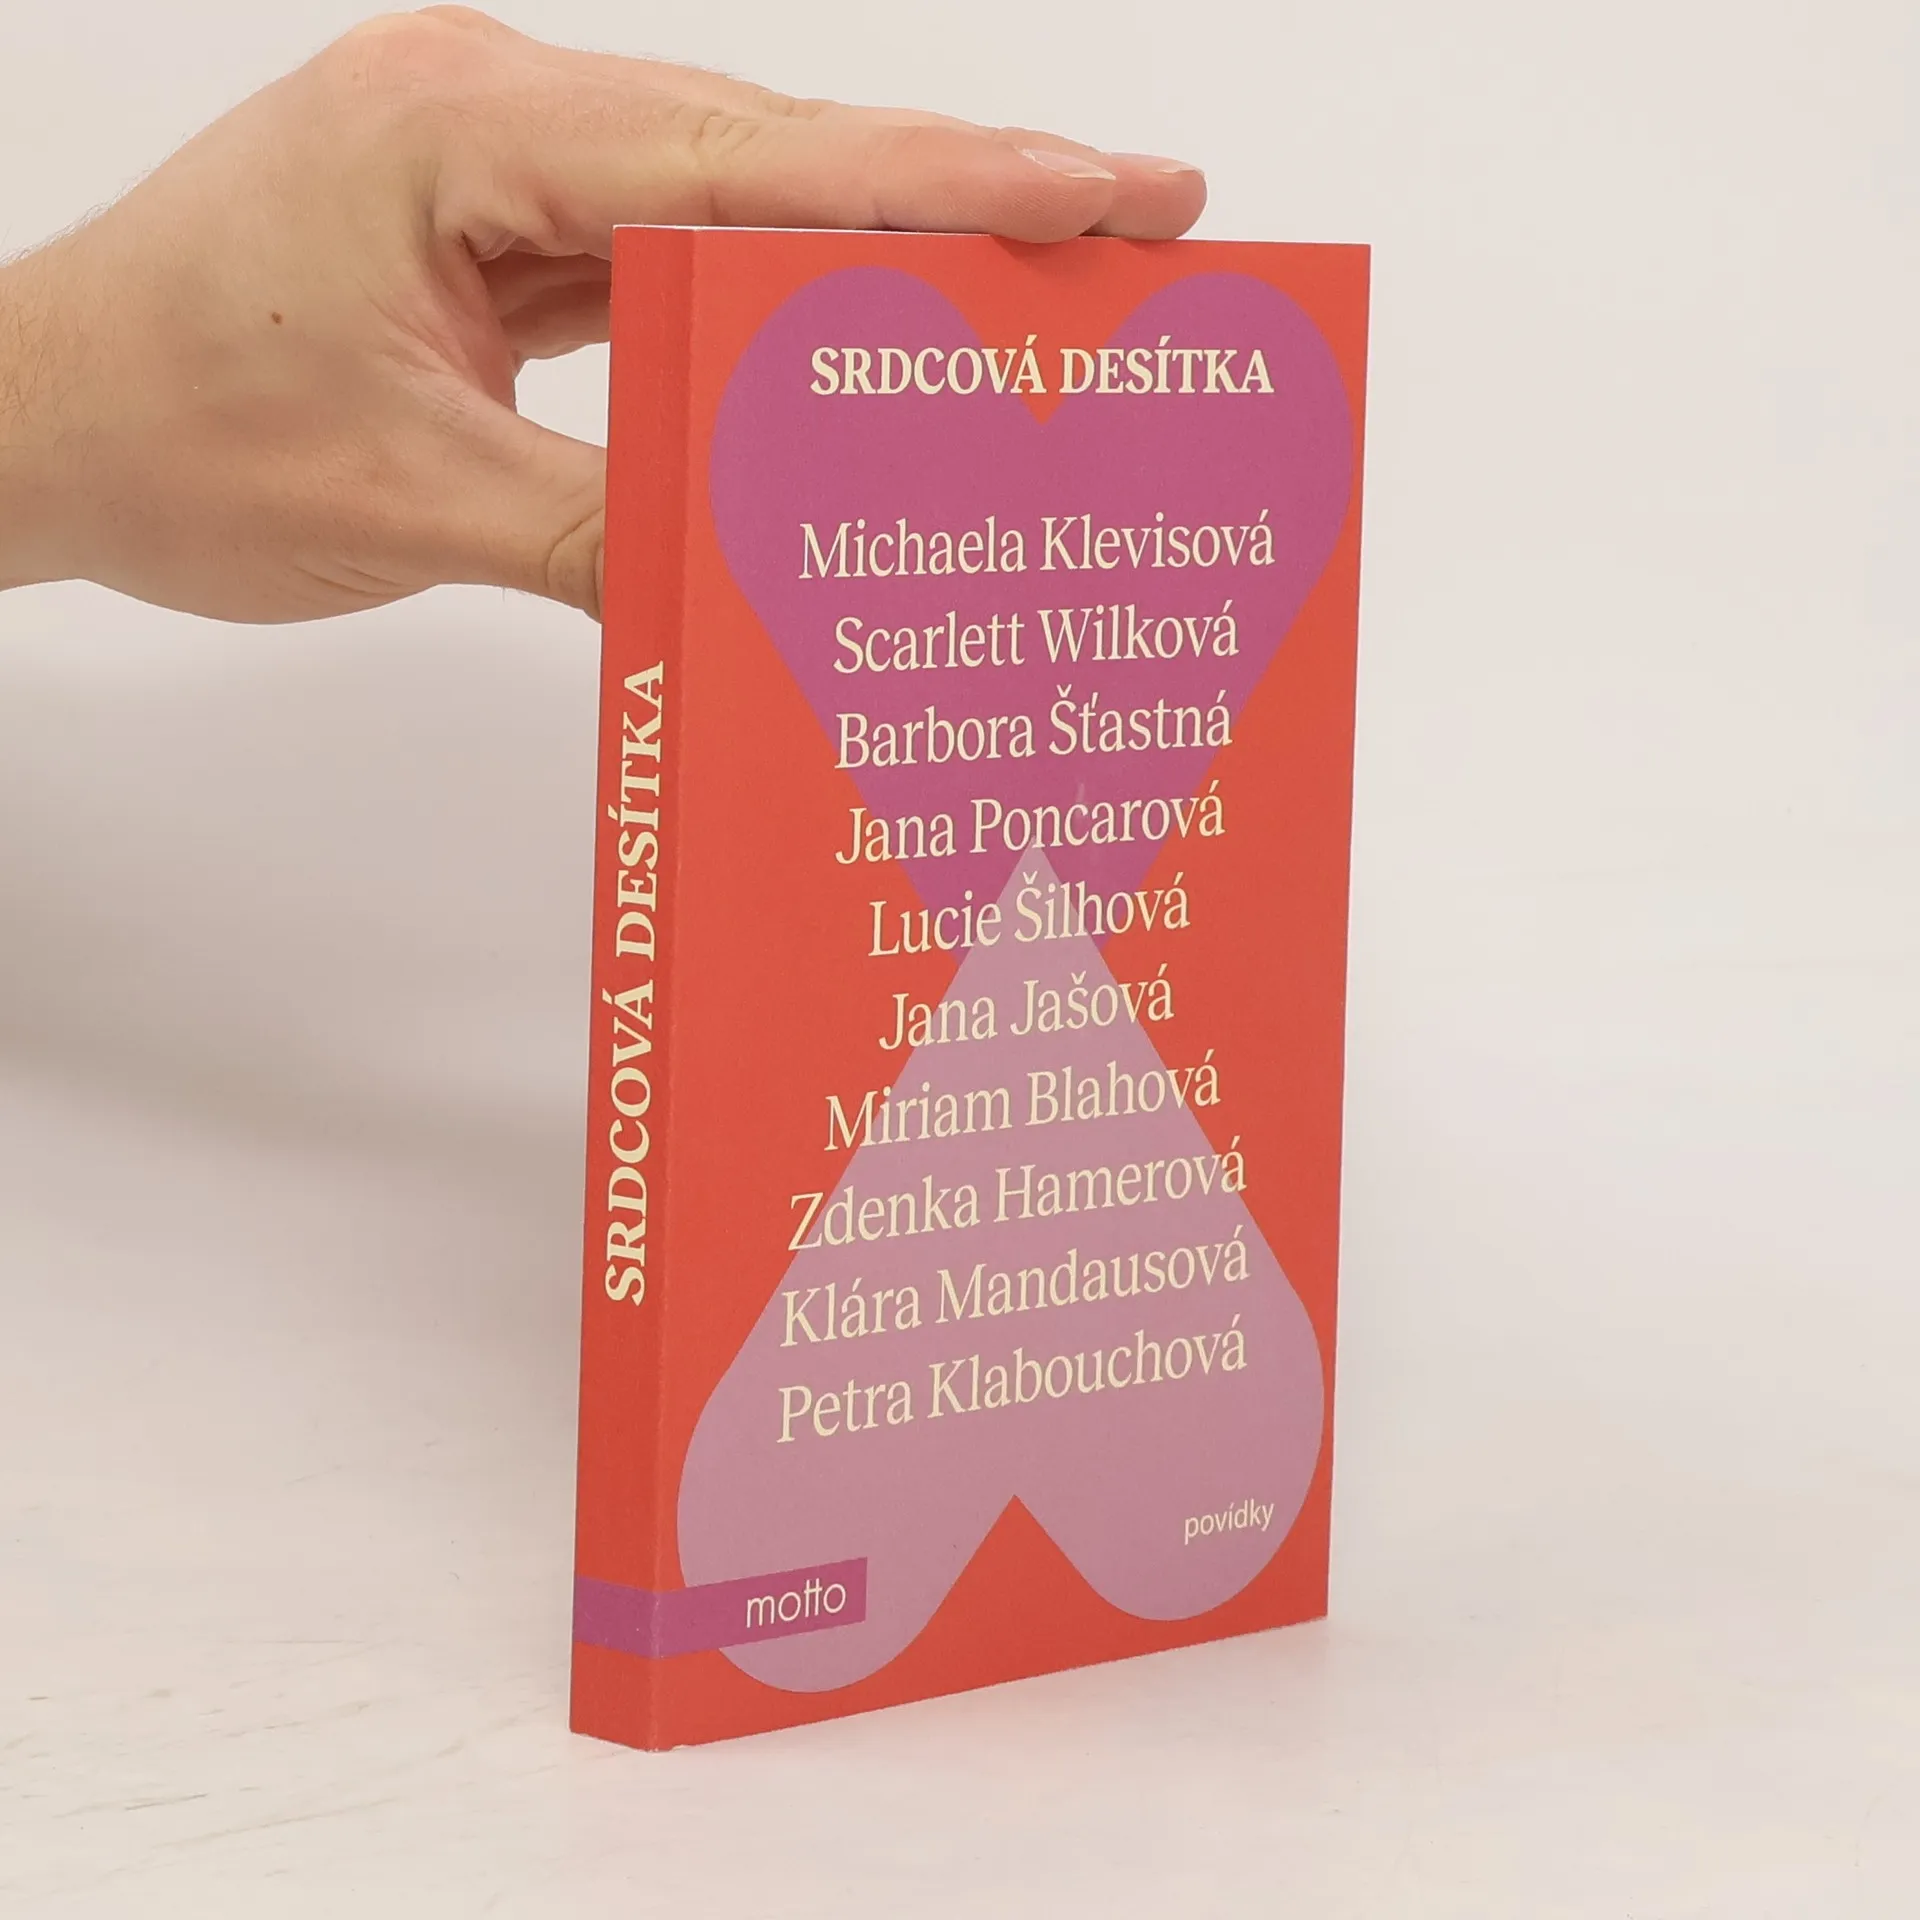 SRDCOVÁ DESÍTKA
SRDCOVÁ DESÍTKA
Michaela Klevisová
Scarlett Wilková
Barbora Šťastná
Jana Poncarová
Lucie Šilhová
Jana Jašová
Miriam Blahová
Zdenka Hamerová
Klára Mandausová
Petra Klabouchová
povídky
motto